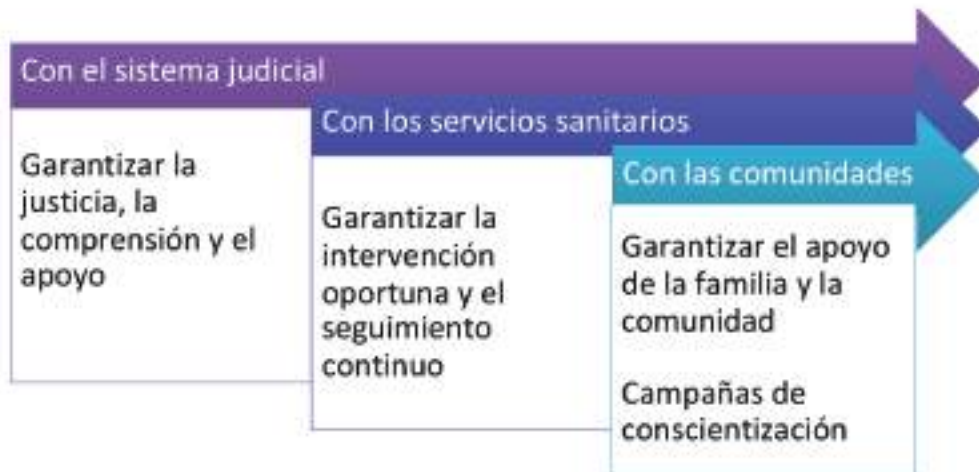 Con el sistema judicial
Garantizar la
justicia, la
comprensión y el
apoyo
Con los servicios sanitarios
Garantizar la
intervención
oportuna y el
seguimiento
continuo
Con las comunidades
Garantizar el apoyo
de la familia y la
comunidad
Campañas de
conscientización